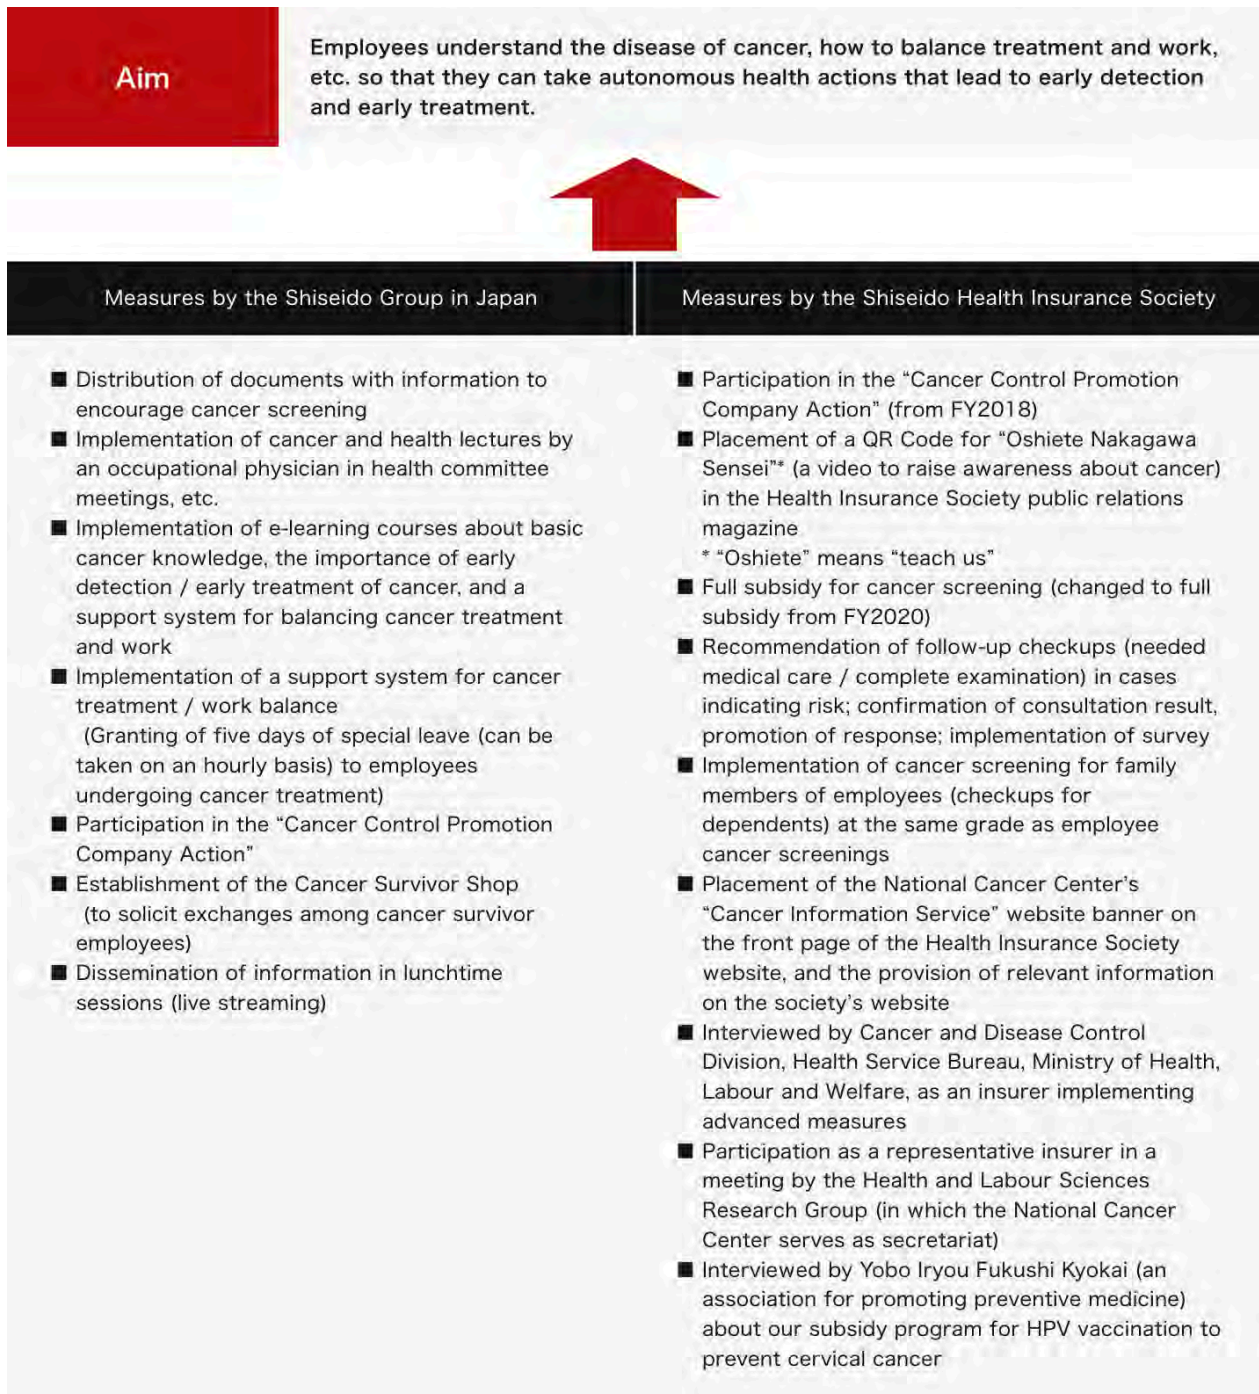 Aim
Employees understand the disease of cancer, how to balance treatment and work,
etc. so that they can take autonomous health actions that lead to early detection
and early treatment.
Measures by the Shiseido Group in Japan
■ Distribution of documents with information to
encourage cancer screening
■ Implementation of cancer and health lectures by
an occupational physician in health committee
meetings, etc.
■ Implementation of e-learning courses about basic
cancer knowledge, the importance of early
detection / early treatment of cancer, and a
support system for balancing cancer treatment
and work
■ Implementation of a support system for cancer
treatment / work balance
(Granting of five days of special leave (can be
taken on an hourly basis) to employees
undergoing cancer treatment)
■ Participation in the “Cancer Control Promotion
Company Action”
■ Establishment of the Cancer Survivor Shop
(to solicit exchanges among cancer survivor
employees)
■ Dissemination of information in lunchtime
sessions (live streaming)
Measures by the Shiseido Health Insurance Society
■ Participation in the “Cancer Control Promotion
Company Action” (from FY2018)
■ Placement of a QR Code for “Oshiete Nakagawa
Sensei”* (a video to raise awareness about cancer)
in the Health Insurance Society public relations
magazine
* “Oshiete” means “teach us”
■ Full subsidy for cancer screening (changed to full
subsidy from FY2020)
■ Recommendation of follow-up checkups (needed
medical care / complete examination) in cases
indicating risk; confirmation of consultation result,
promotion of response; implementation of survey
■ Implementation of cancer screening for family
members of employees (checkups for
dependents) at the same grade as employee
cancer screenings
■ Placement of the National Cancer Center’s
“Cancer Information Service” website banner on
the front page of the Health Insurance Society
website, and the provision of relevant information
on the society’s website
■ Interviewed by Cancer and Disease Control
Division, Health Service Bureau, Ministry of Health,
Labour and Welfare, as an insurer implementing
advanced measures
■ Participation as a representative insurer in a
meeting by the Health and Labour Sciences
Research Group (in which the National Cancer
Center serves as secretariat)
■ Interviewed by Yobo Iryou Fukushi Kyokai (an
association for promoting preventive medicine)
about our subsidy program for HPV vaccination to
prevent cervical cancer